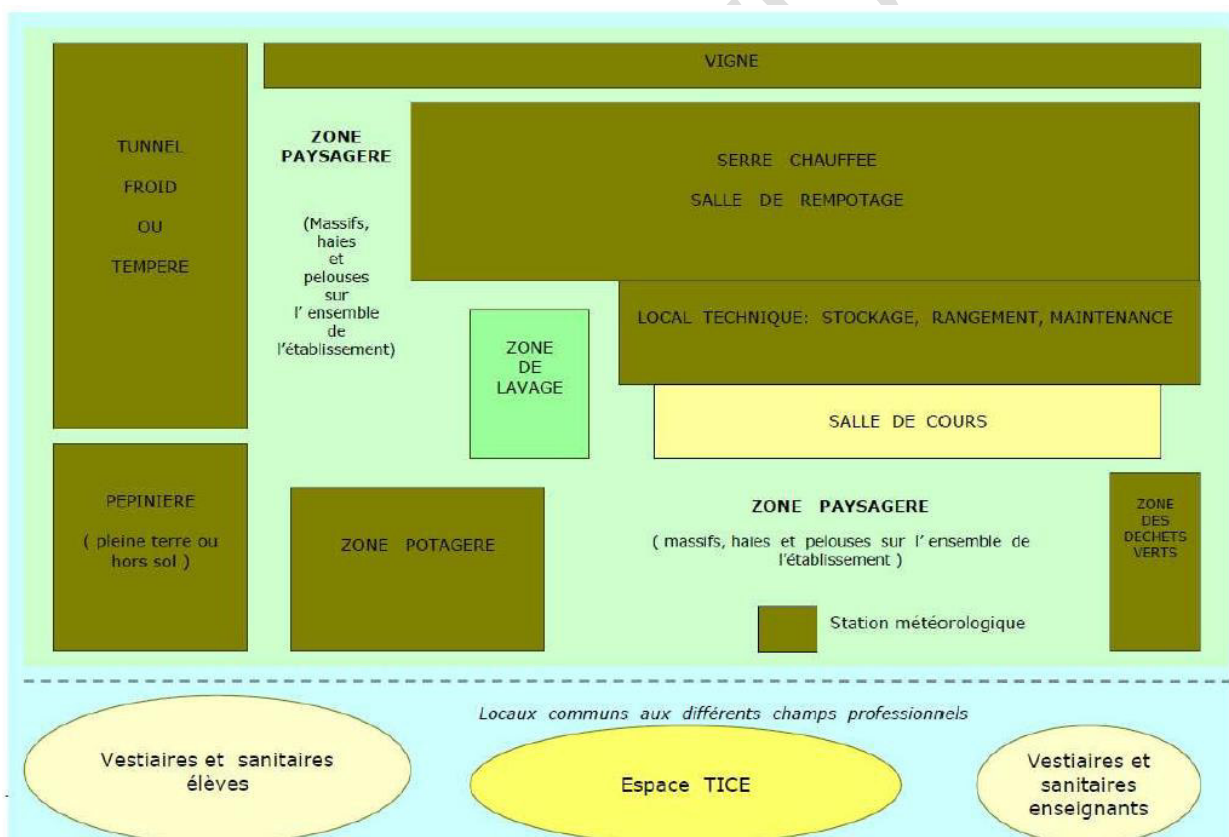 VIGNE
TUNNEL
FROID
OU
TEMPERE
ZONE
PAYSAGERE
(Massifs,
haies
et
pelouses
sur
l' ensemble
de
l'établissement)
SERRE CHAUFFEE
SALLE DE REMPOTAGE
LOCAL TECHNIQUE: STOCKAGE, RANGEMENT, MAINTENANCE
ZONE
DE
LAVAGE
SALLE DE COURS
PEPINIERE
( pleine terre ou
hors sol )
ZONE POTAGERE
ZONE PAYSAGERE
( massifs, haies et pelouses sur l' ensemble de
l'établissement )
ZONE
DES
DECHETS
VERTS
Station météorologique
Locaux communs aux différents champs professionnels
Vestiaires et sanitaires
élèves
Espace TICE
Vestiaires et
sanitaires
enseignants